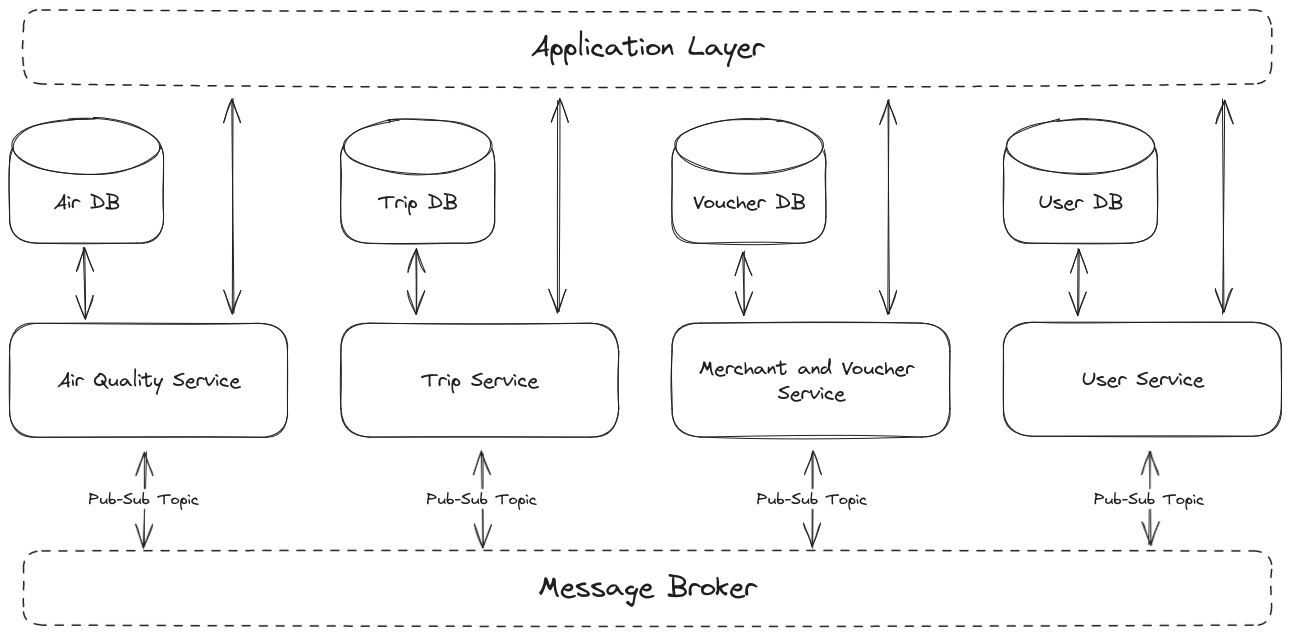 Application Layer
Air DB
Trip DB
Voucher DB
User DB
Air Quality Service
Trip Service
Merchant and Voucher
Service
User Service
Pub-Sub Topic
Pub-Sub Topic
Pub-Sub Topic
Pub-Sub Topic
Message Broker